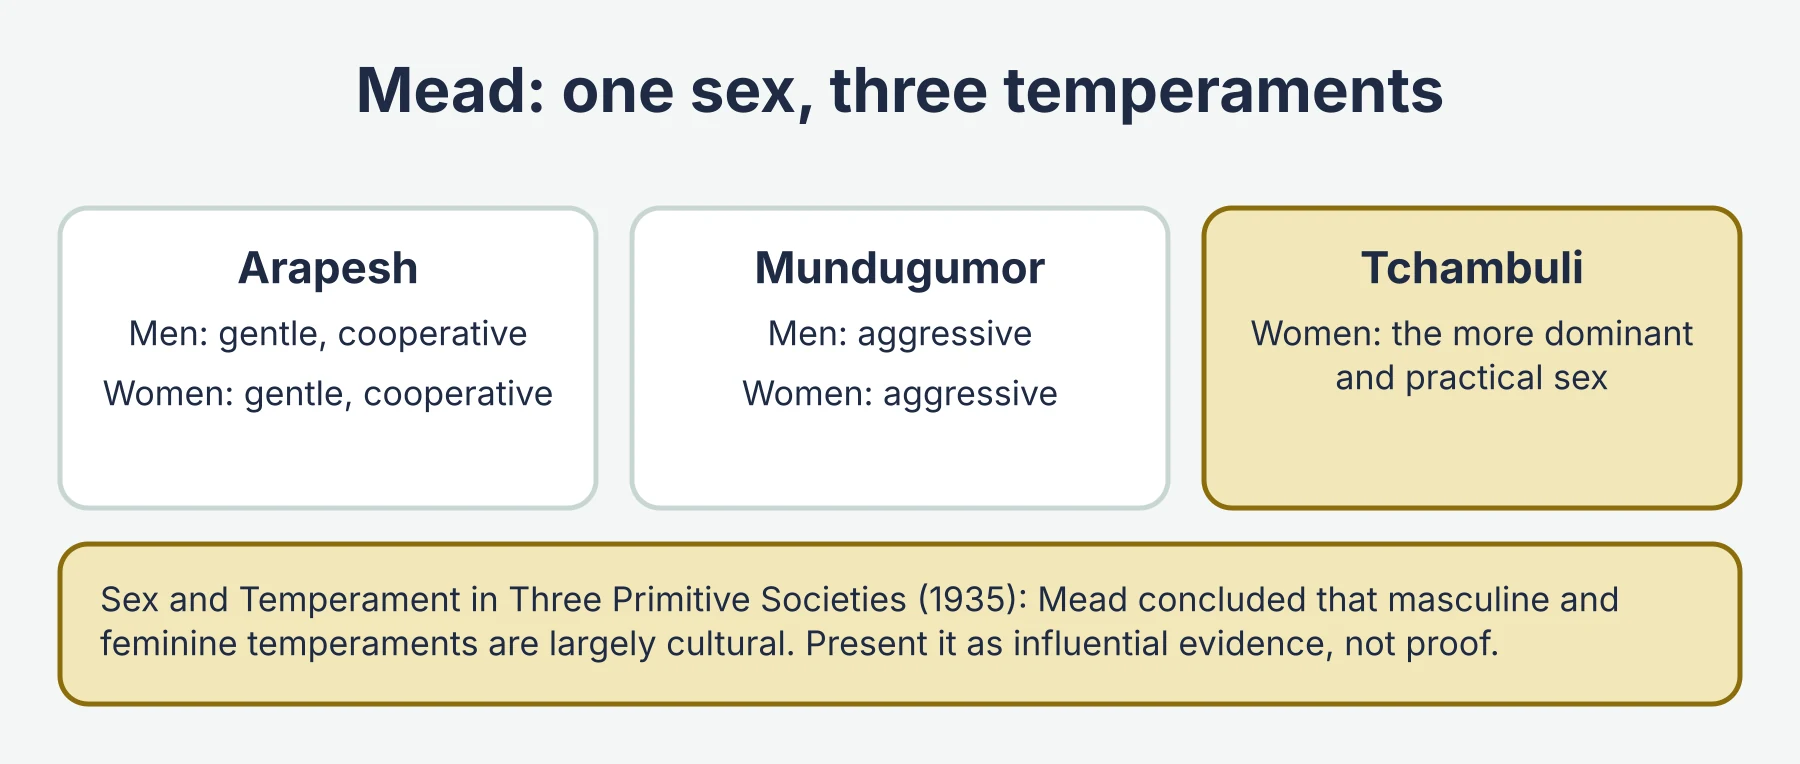 Mead: one sex, three temperaments
Arapesh
Men: gentle, cooperative
Women: gentle, cooperative
Mundugumor
Men: aggressive
Women: aggressive
Tchambuli
Women: the more dominant
and practical sex
Sex and Temperament in Three Primitive Societies (1935): Mead concluded that masculine and
feminine temperaments are largely cultural. Present it as influential evidence, not proof.